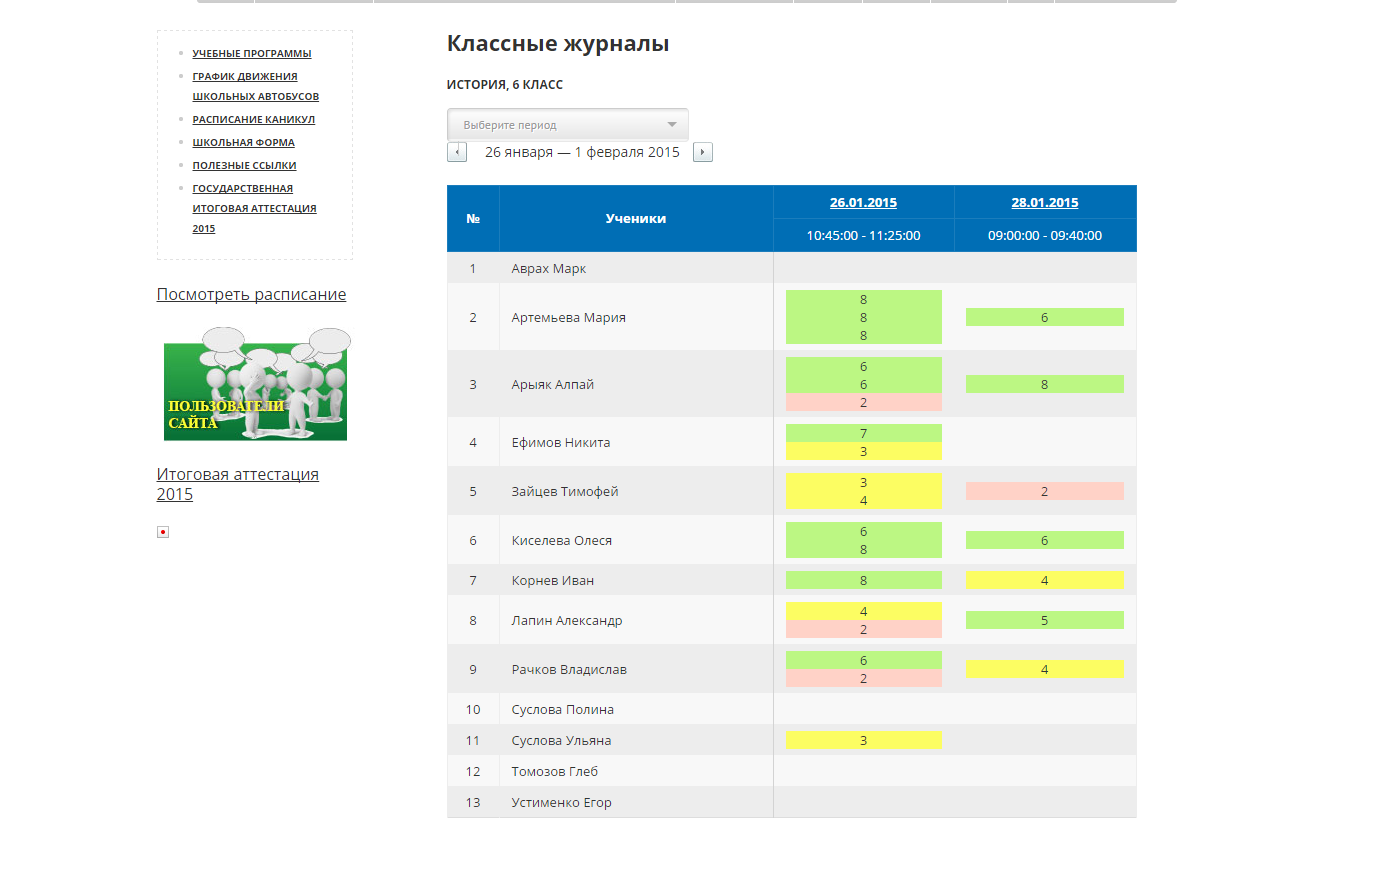 УЧЕБНЫЕ ПРОГРАММЫ
ГРАФИК ДВИЖЕНИЯ
ШКОЛЬНЫХ АВТОБУСОВ
РАСПИСАНИЕ КАНИКУЛ
ШКОЛЬНАЯ ФОРМА
ПОЛЕЗНЫЕ ССЫЛКИ
ГОСУДАРСТВЕННАЯ
ИТОГОВАЯ АТТЕСТАЦИЯ
2015
Посмотреть расписание
ПОЛЬЗОВАТЕЛИ
САЙТА
Итоговая аттестация
2015
Классные журналы
ИСТОРИЯ, 6 КЛАСС
Выберите период
26 января — 1 февраля 2015
№ Ученики 26.01.2015 28.01.2015
10:45:00 - 11:25:00 09:00:00 - 09:40:00
1 Аврах Марк
2 Артемьева Мария 8 8 8 6
3 Арыяк Алпай 6 6 2 8
4 Ефимов Никита 7 3
5 Зайцев Тимофей 3 4 2
6 Киселева Олеся 6 8 6
7 Корнев Иван 8 4
8 Лапин Александр 4 2 5
9 Рачков Владислав 6 2 4
10 Суслова Полина
11 Суслова Ульяна 3
12 Томозов Глеб
13 Устименко Егор